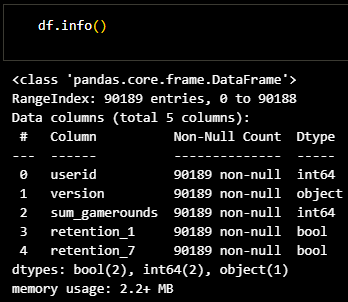 df.info()
<class 'pandas.core.frame.DataFrame'>
RangeIndex: 90189 entries, 0 to 90188
Data columns (total 5 columns):
 #   Column          Non-Null Count  Dtype
---  ------          --------------  -----
 0   userid          90189 non-null  int64
 1   version         90189 non-null  object
 2   sum_gamerounds  90189 non-null  int64
 3   retention_1     90189 non-null  bool
 4   retention_7     90189 non-null  bool
dtypes: bool(2), int64(2), object(1)
memory usage: 2.2+ MB